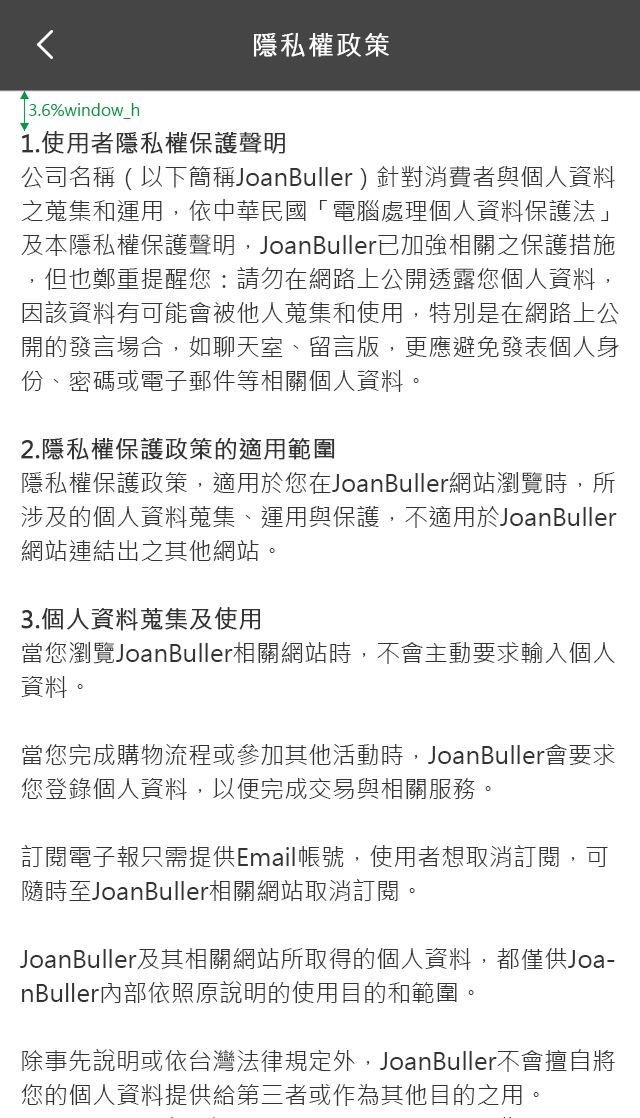 隱私權政策
3.6%window_h
1.使用者隱私權保護聲明
公司名稱（以下簡稱JoanBuller）針對消費者與個人資料
之蒐集和運用，依中華民國「電腦處理個人資料保護法」
及本隱私權保護聲明，JoanBuller已加強相關之保護措施
，但也鄭重提醒您：請勿在網路上公開透露您個人資料，
因該資料有可能會被他人蒐集和使用，特別是在網路上公
開的發言場合，如聊天室、留言版，更應避免發表個人身
份、密碼或電子郵件等相關個人資料。
2.隱私權保護政策的適用範圍
隱私權保護政策，適用於您在JoanBuller網站瀏覽時，所
涉及的個人資料蒐集、運用與保護，不適用於JoanBuller
網站連結出之其他網站。
3.個人資料蒐集及使用
當您瀏覽JoanBuller相關網站時，不會主動要求輸入個人
資料。
當您完成購物流程或參加其他活動時，JoanBuller會要求
您登錄個人資料，以便完成交易與相關服務。
訂閱電子報只需提供Email帳號，使用者想取消訂閱，可
隨時至JoanBuller相關網站取消訂閱。
JoanBuller及其相關網站所取得的個人資料，都僅供Joa-
nBuller內部依照原說明的使用目的和範圍。
除事先說明或依台灣法律規定外，JoanBuller不會擅自將
您的個人資料提供給第三者或作為其他目的之用。